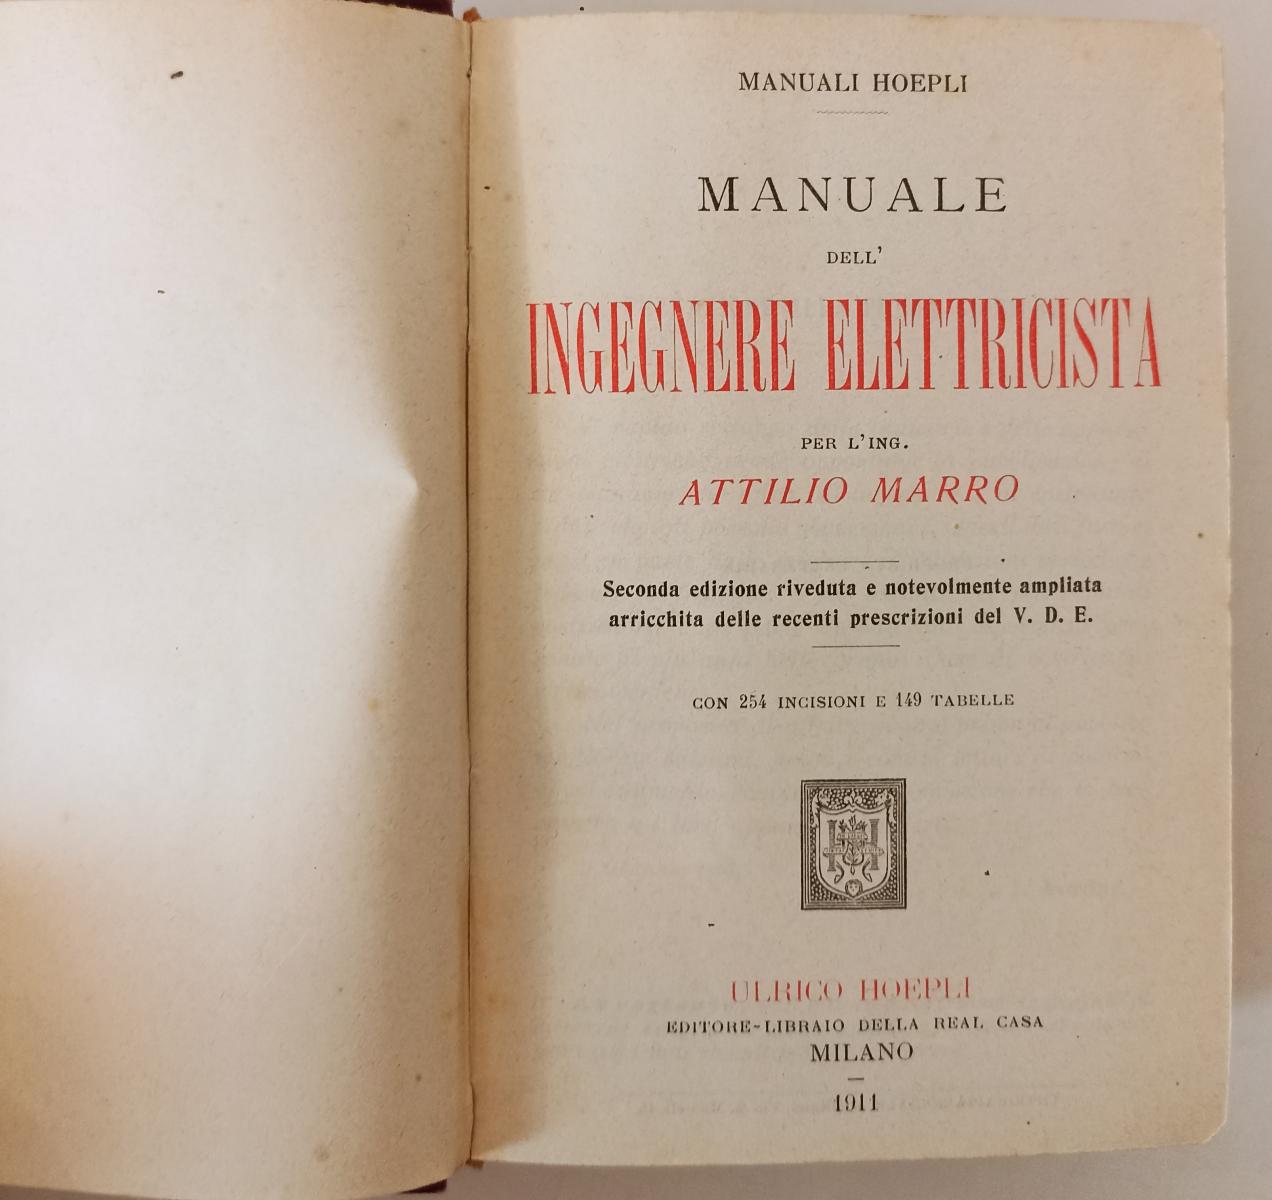 MANUALI HOEPLI
MANUALE
DELL'
INGEGNERE ELETTRICISTA
PER L'ING.
ATTILIO MARRO
Seconda edizione riveduta e notevolmente ampliata
arricchita delle recenti prescrizioni del V. D. E.
CON 254 INCISIONI E 149 TABELLE
ULRICO HOEPLI
EDITORE-LIBRAIO DELLA REAL CASA
MILANO
1911